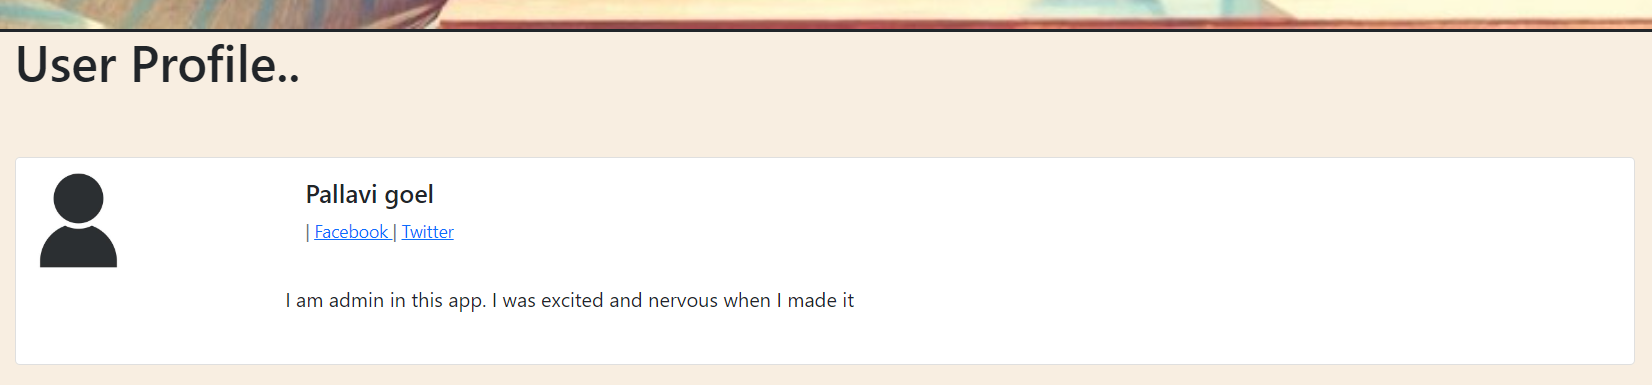 User Profile..
Pallavi goel
| Facebook | Twitter
I am admin in this app. I was excited and nervous when I made it